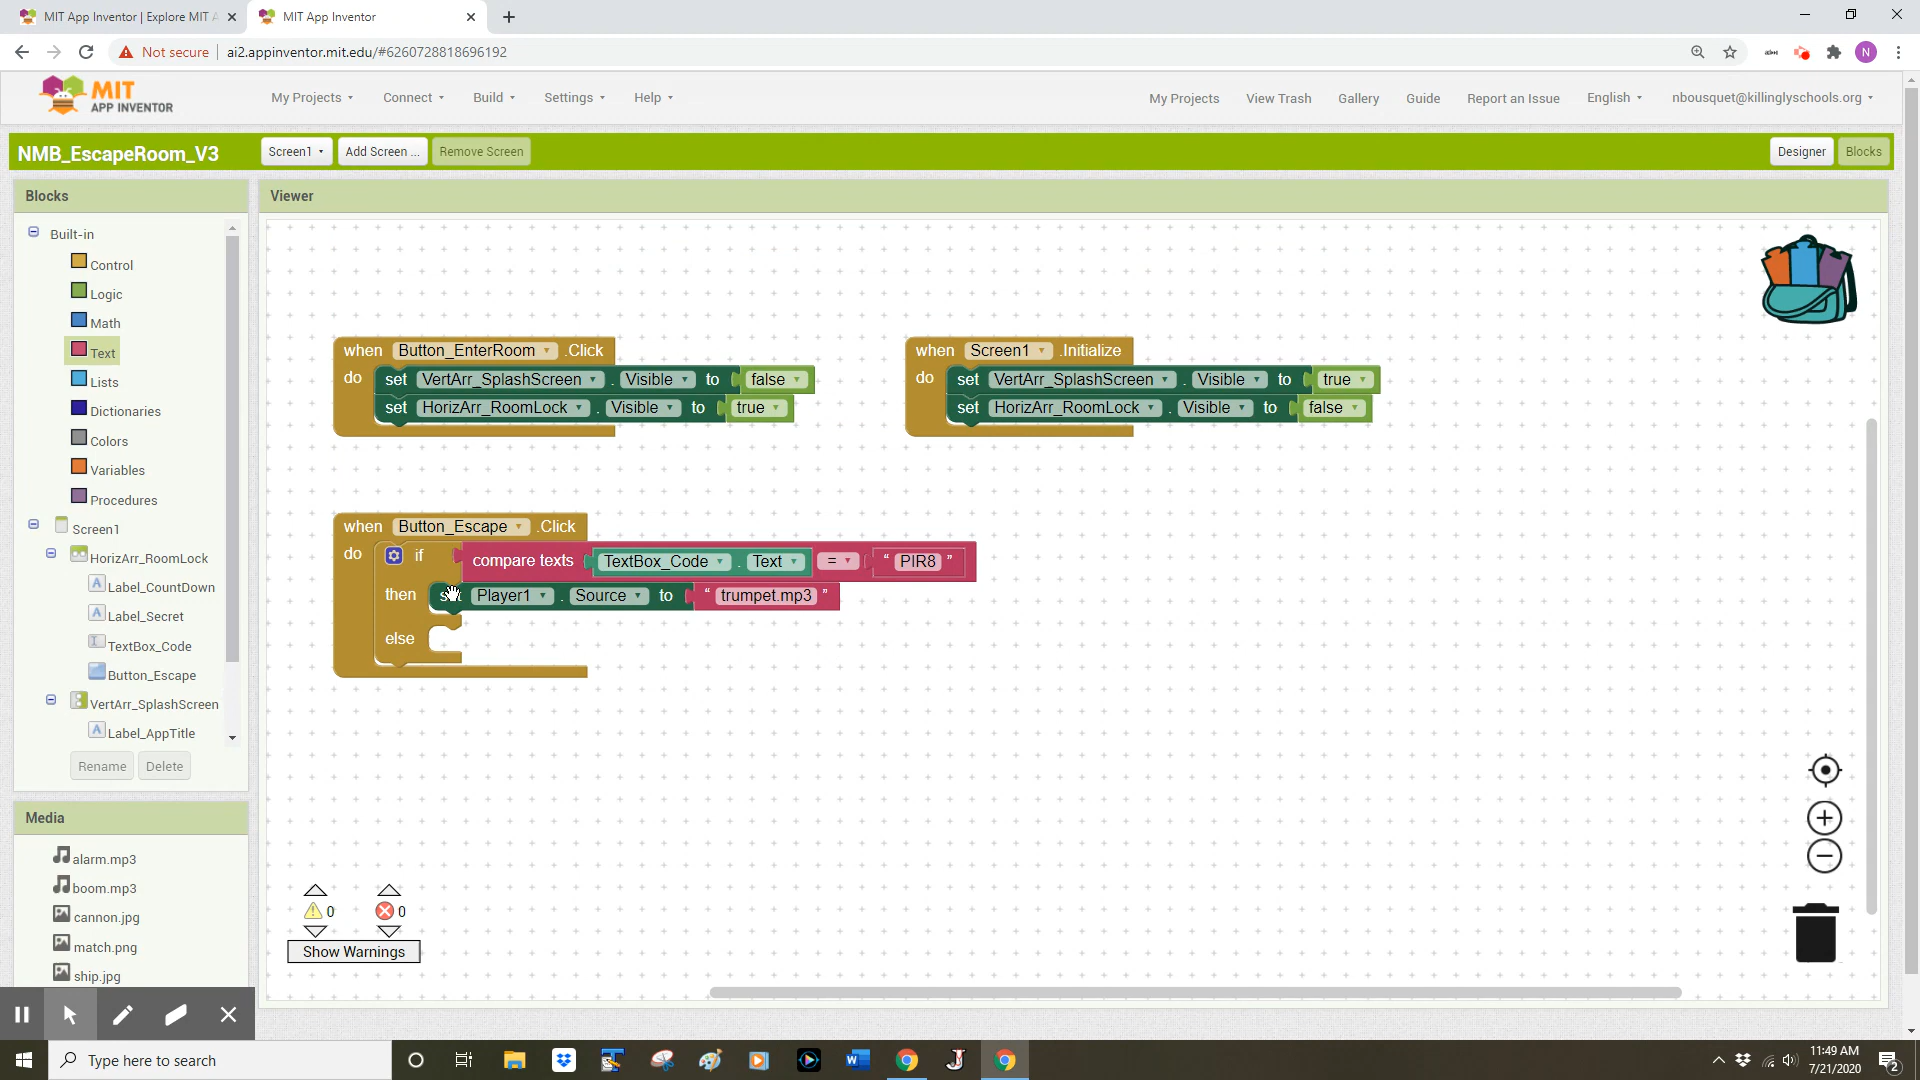 MIT App Inventor | Explore MIT A
MIT App Inventor
Not secure
ai2.appinventor.mit.edu/#6260728818696192
N
MIT
APP INVENTOR
My Projects
Connect
Build
Settings
Help
My Projects
View Trash
Gallery
Guide
Report an Issue
English
nbousquet@killinglyschools.org
NMB_EscapeRoom_V3
Screen1
Add Screen ...
Remove Screen
Designer
Blocks
Blocks
Viewer
Built-in
Control
Logic
Math
Text
Lists
Dictionaries
Colors
Variables
Procedures
Screen1
HorizArr_RoomLock
Label_CountDown
Label_Secret
TextBox_Code
Button_Escape
VertArr_SplashScreen
Label_AppTitle
Rename
Delete
Media
alarm.mp3
boom.mp3
cannon.jpg
match.png
ship.jpg
when Button_EnterRoom .Click
do set VertArr_SplashScreen . Visible to false
set HorizArr_RoomLock . Visible to true
when Screen1 .Initialize
do set VertArr_SplashScreen . Visible to true
set HorizArr_RoomLock . Visible to false
when Button_Escape .Click
do if compare texts TextBox_Code . Text = “ PIR8 ”
then set Player1 . Source to “ trumpet.mp3 ”
else
0
0
Show Warnings
Type here to search
11:49 AM
7/21/2020
2